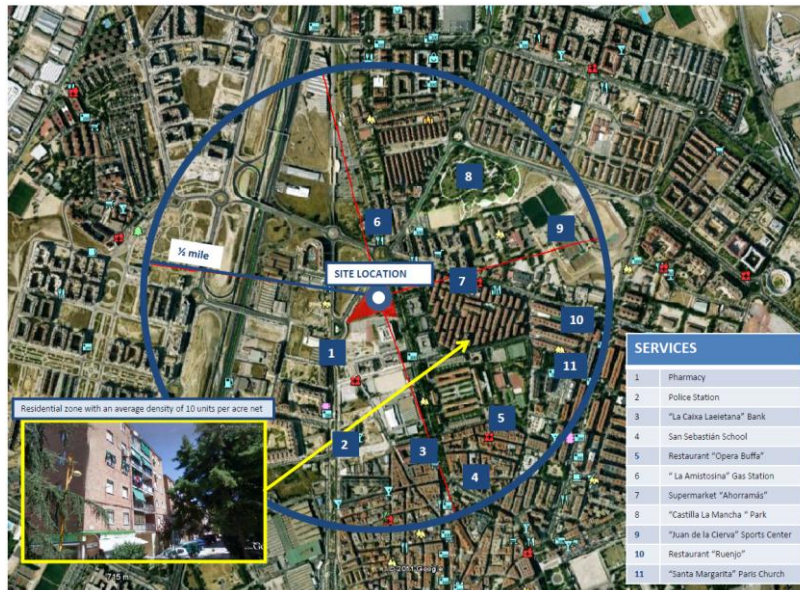 ½ mile
SITE LOCATION
6
8
9
7
10
1
11
5
2
3
4
Residential zone with an average density of 10 units per acre net
715 m
© 2011 Google
SERVICES
1 Pharmacy
2 Police Station
3 "La Caixa Laeietana" Bank
4 San Sebastián School
5 Restaurant "Opera Buffa"
6 " La Amistosina" Gas Station
7 Supermarket "Ahorramás"
8 "Castilla La Mancha " Park
9 "Juan de la Cierva" Sports Center
10 Restaurant "Ruenjo"
11 "Santa Margarita" Paris Church